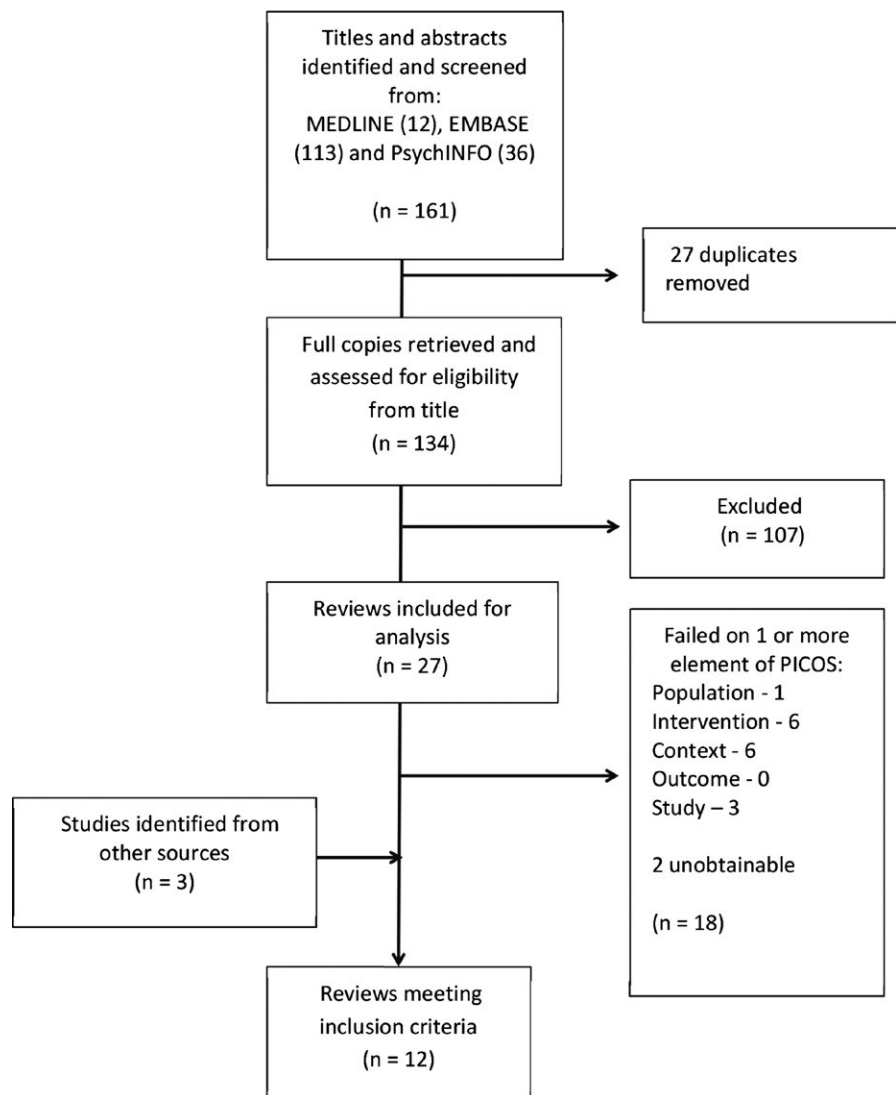 Titles and abstracts
identified and screened
from:
MEDLINE (12), EMBASE
(113) and PsychINFO (36)
(n = 161)
27 duplicates
removed
Full copies retrieved and
assessed for eligibility
from title
(n = 134)
Excluded
(n = 107)
Reviews included for
analysis
(n = 27)
Failed on 1 or more
element of PICOS:
Population - 1
Intervention - 6
Context - 6
Outcome - 0
Study – 3
2 unobtainable
(n = 18)
Studies identified from
other sources
(n = 3)
Reviews meeting
inclusion criteria
(n = 12)